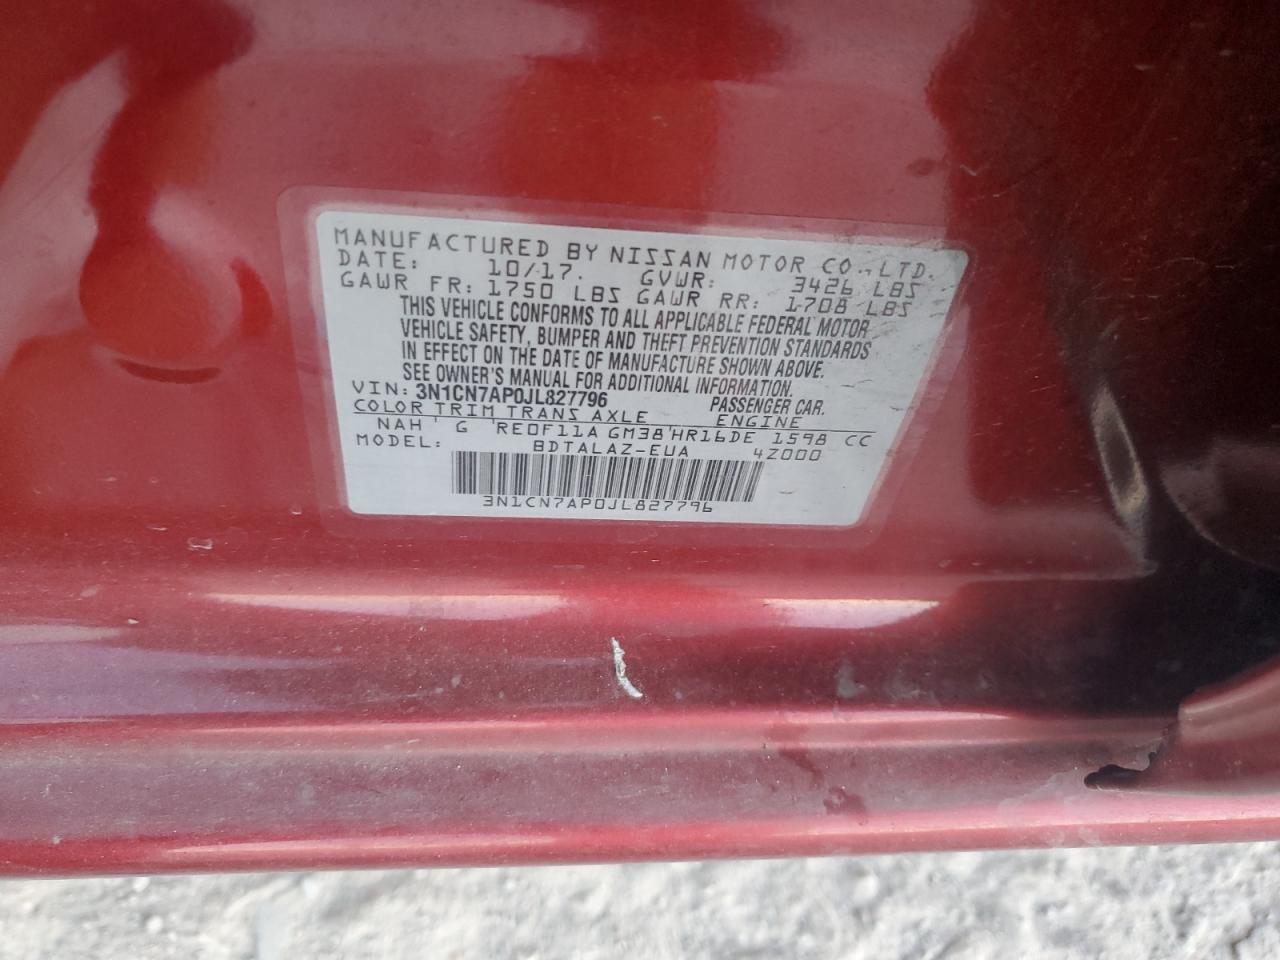 MANUFACTURED BY NISSAN MOTOR CO., LTD.
DATE: 10/17. GVWR: 3426 LBS
GAWR FR: 1750 LBS GAWR RR: 1708 LBS
THIS VEHICLE CONFORMS TO ALL APPLICABLE FEDERAL MOTOR
VEHICLE SAFETY, BUMPER AND THEFT PREVENTION STANDARDS
IN EFFECT ON THE DATE OF MANUFACTURE SHOWN ABOVE.
SEE OWNER'S MANUAL FOR ADDITIONAL INFORMATION.
VIN: 3N1CN7AP0JL827796 PASSENGER CAR.
COLOR TRIM TRANS AXLE ENGINE
NAH ' G 'RE0F11A GM38'HR16DE 1598 CC
MODEL: BDTALAZ-EUA 4Z000
3N1CN7AP0JL827796